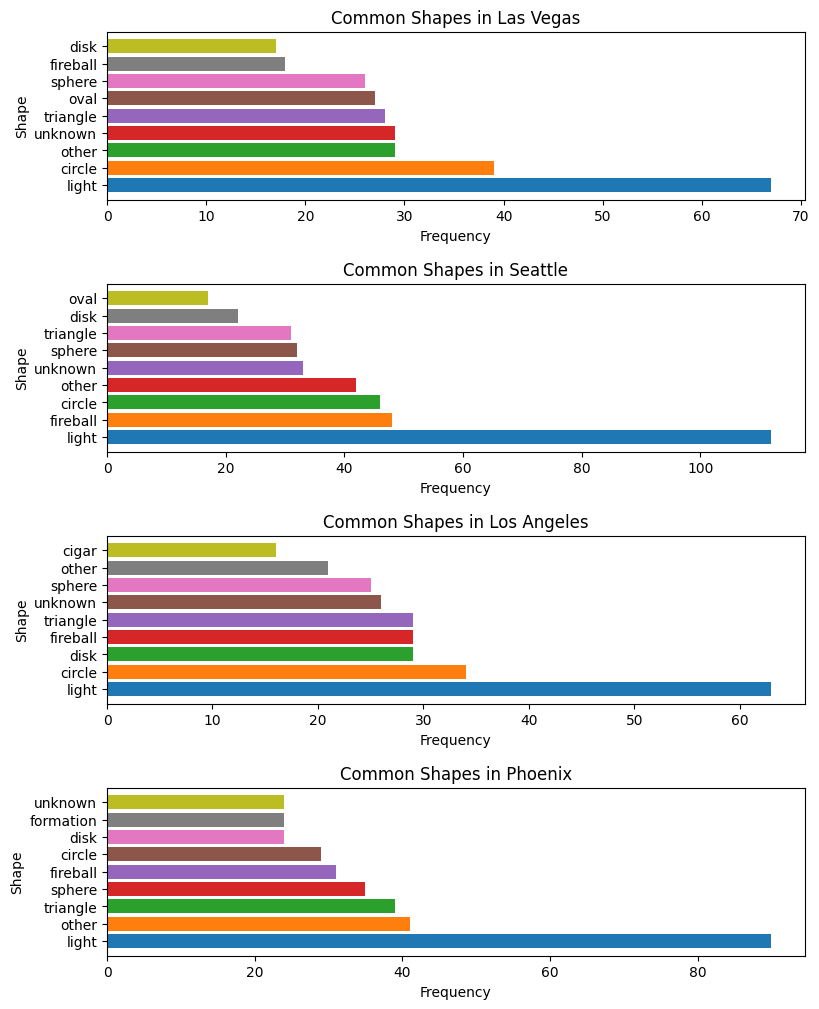 Common Shapes in Las Vegas
disk
fireball
sphere
oval
triangle
unknown
other
circle
light
Shape
0 10 20 30 40 50 60 70
Frequency
Common Shapes in Seattle
oval
disk
triangle
sphere
unknown
other
circle
fireball
light
Shape
0 20 40 60 80 100
Frequency
Common Shapes in Los Angeles
cigar
other
sphere
unknown
triangle
fireball
disk
circle
light
Shape
0 10 20 30 40 50 60
Frequency
Common Shapes in Phoenix
unknown
formation
disk
circle
fireball
sphere
triangle
other
light
Shape
0 20 40 60 80
Frequency